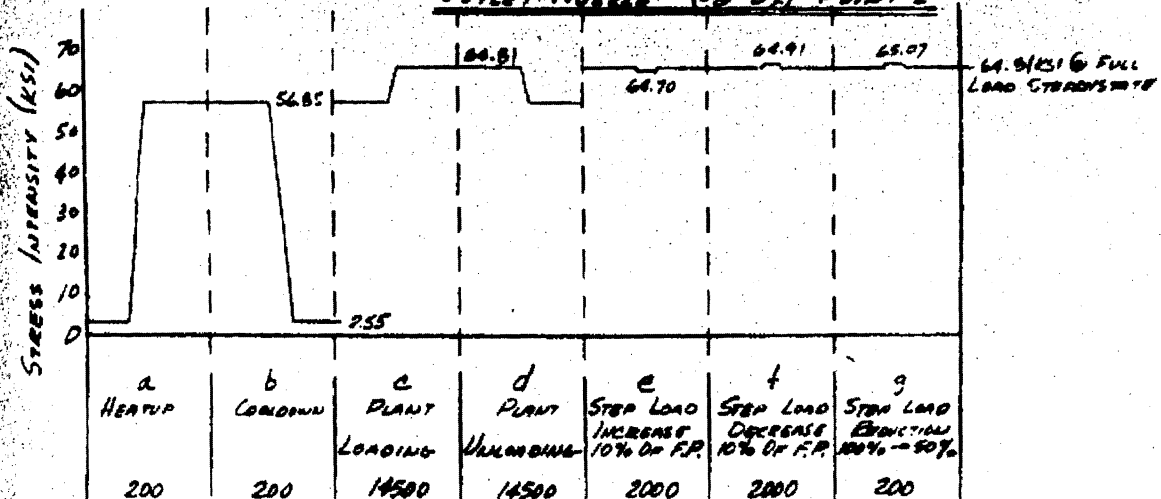 STRESS INTENSITY (KSI)
70
60
50
40
30
20
10
0
56.85
2.55
64.81
64.70
64.91
65.07
64.81KSI @ FULL
LOAD STEADYSTATE
a
HEATUP
200
b
COOLDOWN
200
c
PLANT
LOADING
14500
d
PLANT
UNLOADING
14500
e
STEP LOAD
INCREASE
10% OF F.P.
2000
f
STEP LOAD
DECREASE
10% OF F.P.
2000
g
STEP LOAD
REDUCTION
100% → 50%
200